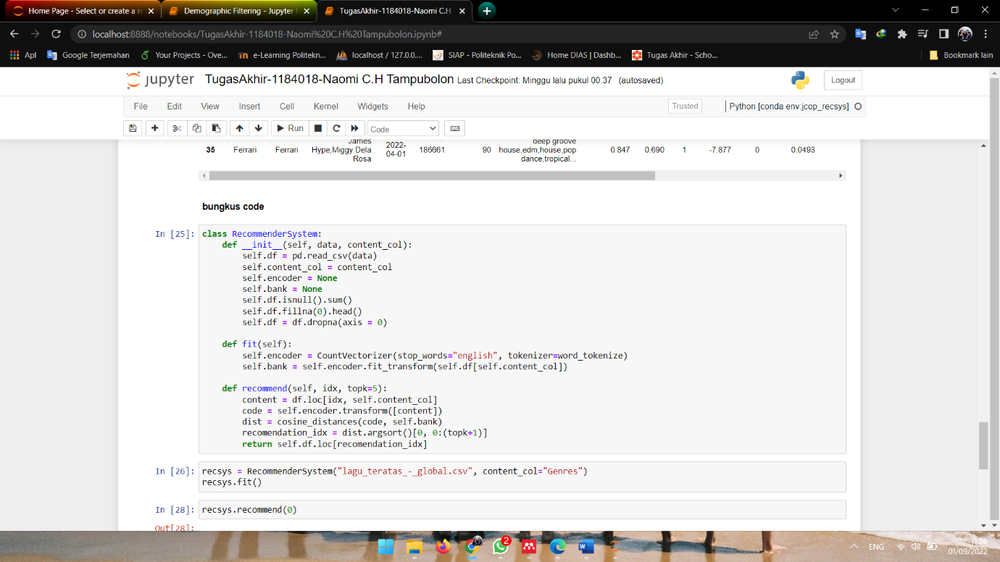 Home Page - Select or create a n
Demographic Filtering - Jupyter
TugasAkhir-1184018-Naomi C.H
localhost:8888/notebooks/TugasAkhir-1184018-Naomi%20C.H%20Tampubolon.ipynb#
Apl Google Terjemahan Your Projects - Ove... e-Learning Politekn... localhost / 127.0.0.... SIAP - Politeknik Po... Home DIAS | Dashb... Tugas Akhir - Scho... Bookmark lain
jupyter TugasAkhir-1184018-Naomi C.H Tampubolon Last Checkpoint: Minggu lalu pukul 00.37 (autosaved) Logout
File Edit View Insert Cell Kernel Widgets Help Trusted Python [conda env:jcop_recsys]
Run Code
35 Ferrari Ferrari James Hype,Miggy Dela Rosa 2022-04-01 186661 90 deep groove house,edm,house,pop dance,tropical... 0.847 0.690 1 -7.877 0 0.0493
bungkus code
In [25]: class RecommenderSystem:
def __init__(self, data, content_col):
self.df = pd.read_csv(data)
self.content_col = content_col
self.encoder = None
self.bank = None
self.df.isnull().sum()
self.df.fillna(0).head()
self.df = df.dropna(axis = 0)
def fit(self):
self.encoder = CountVectorizer(stop_words="english", tokenizer=word_tokenize)
self.bank = self.encoder.fit_transform(self.df[self.content_col])
def recommend(self, idx, topk=5):
content = df.loc[idx, self.content_col]
code = self.encoder.transform([content])
dist = cosine_distances(code, self.bank)
recomendation_idx = dist.argsort()[0, 0:(topk+1)]
return self.df.loc[recomendation_idx]
In [26]: recsys = RecommenderSystem("lagu_teratas_-_global.csv", content_col="Genres")
recsys.fit()
In [28]: recsys.recommend(0)
Out[28]:
2
ENG
11:58
01/09/2022